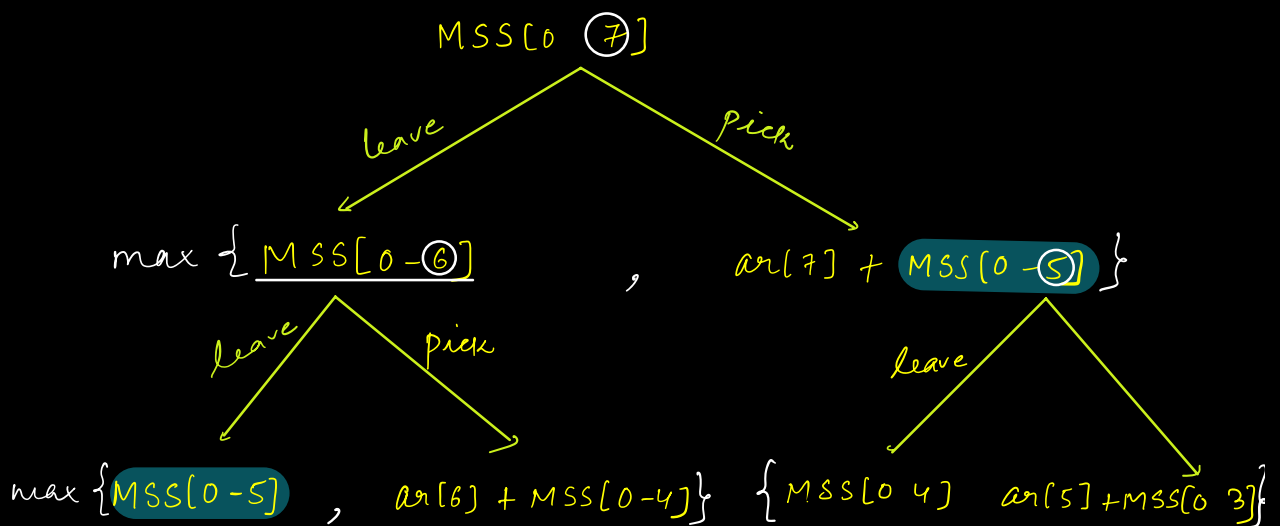 MSS[0 7]
leave pick
max { MSS[0-6] , ar[7] + MSS[0-5] }
leave pick leave
max { MSS[0-5] , ar[6] + MSS[0-4] } { MSS[0 4] ar[5]+MSS[0 3] }